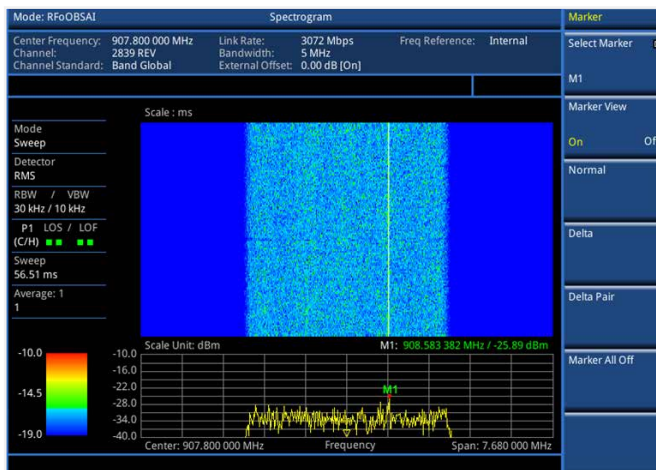 Mode: RFoOBSAI Spectrogram Marker
Center Frequency: 907.800 000 MHz Link Rate: 3072 Mbps Freq Reference: Internal
Channel: 2839 REV Bandwidth: 5 MHz
Channel Standard: Band Global External Offset: 0.00 dB [On]
Select Marker
M1
Marker View
On Of
Normal
Delta
Delta Pair
Marker All Off
Scale : ms
Mode
Sweep
Detector
RMS
RBW / VBW
30 kHz / 10 kHz
P1 LOS / LOF
(C/H)
Sweep
56.51 ms
Average: 1
1
Scale Unit: dBm M1: 908.583 382 MHz / -25.89 dBm
-10.0
-14.5
-19.0
-10.0
-16.0
-22.0
-28.0
-34.0
-40.0
M1
Center: 907.800 000 MHz Frequency Span: 7.680 000 MHz